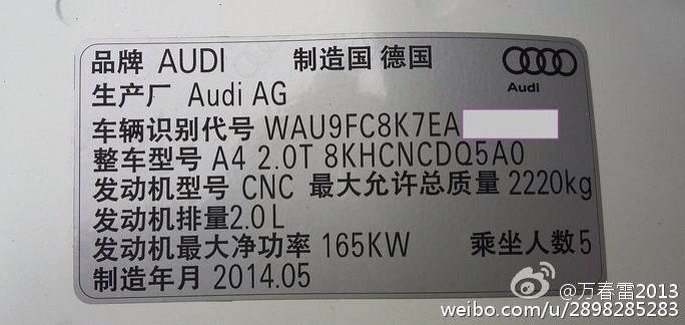 品牌 AUDI 制造国 德国
Audi
生产厂 Audi AG
车辆识别代号 WAU9FC8K7EA
整车型号 A4 2.0T 8KHCNCDQ5A0
发动机型号 CNC 最大允许总质量 2220kg
发动机排量2.0L
发动机最大净功率 165KW 乘坐人数5
制造年月 2014.05
@万春雷2013
weibo.com/u/2898285283